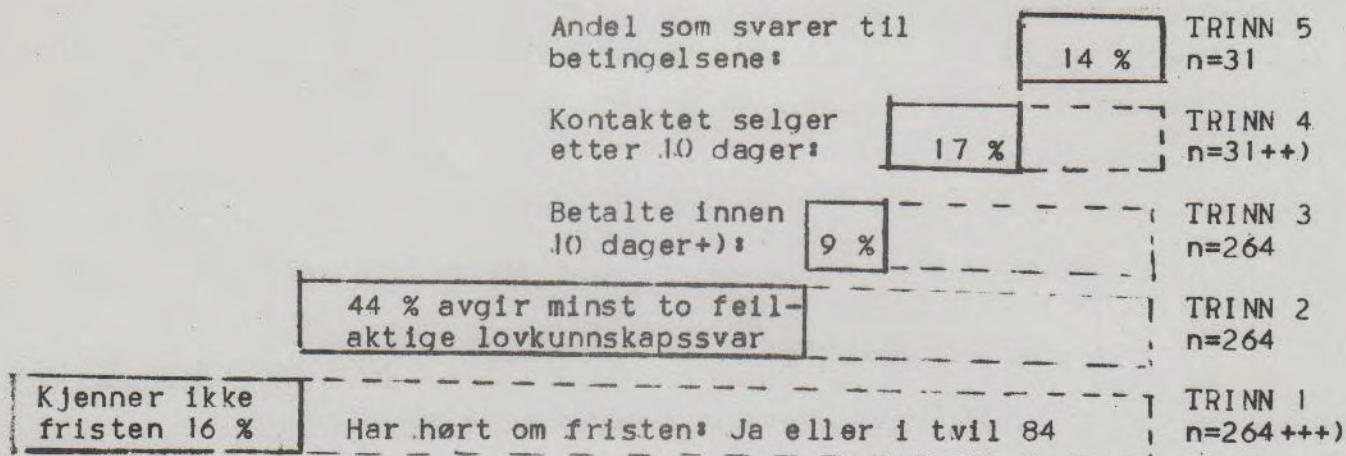 Andel som svarer til
betingelsene: 14 % TRINN 5
n=31
Kontaktet selger
etter 10 dager: 17 % TRINN 4
n=31++)
Betalte innen
10 dager+): 9 % TRINN 3
n=264
44 % avgir minst to feil-
aktige lovkunnskapssvar TRINN 2
n=264
Kjenner ikke
fristen 16 % Har hørt om fristen: Ja eller i tvil 84 TRINN 1
n=264+++)